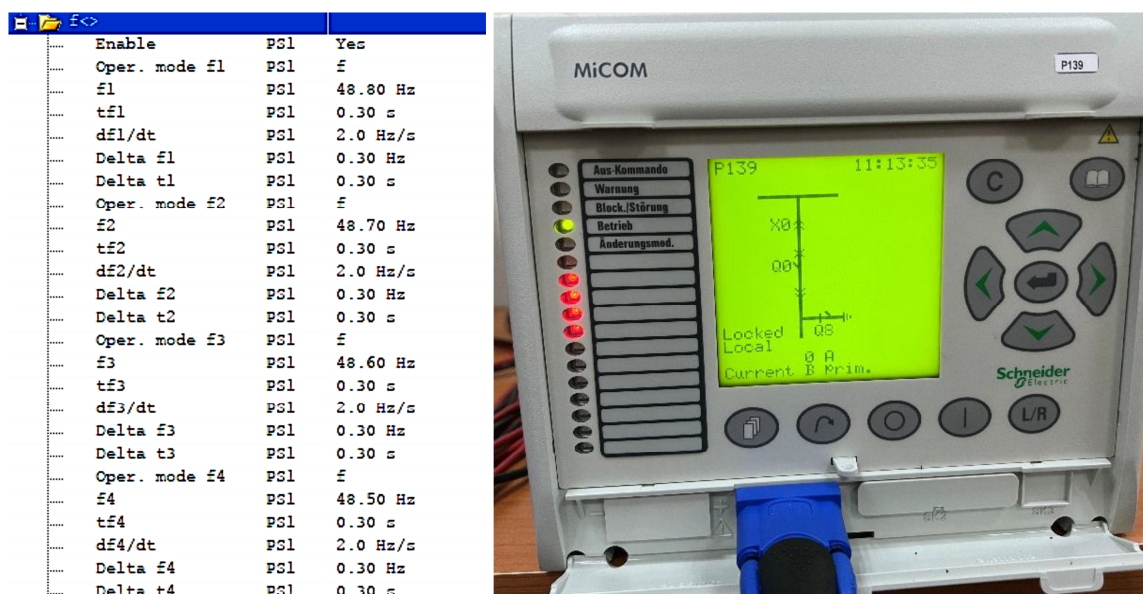 f<>
Enable PS1 Yes
Oper. mode f1 PS1 f
f1 PS1 48.80 Hz
tf1 PS1 0.30 s
df1/dt PS1 2.0 Hz/s
Delta f1 PS1 0.30 Hz
Delta t1 PS1 0.30 s
Oper. mode f2 PS1 f
f2 PS1 48.70 Hz
tf2 PS1 0.30 s
df2/dt PS1 2.0 Hz/s
Delta f2 PS1 0.30 Hz
Delta t2 PS1 0.30 s
Oper. mode f3 PS1 f
f3 PS1 48.60 Hz
tf3 PS1 0.30 s
df3/dt PS1 2.0 Hz/s
Delta f3 PS1 0.30 Hz
Delta t3 PS1 0.30 s
Oper. mode f4 PS1 f
f4 PS1 48.50 Hz
tf4 PS1 0.30 s
df4/dt PS1 2.0 Hz/s
Delta f4 PS1 0.30 Hz
Delta t4 PS1 0.30 s
MiCOM
P139
Aus-Kommando
Warnung
Block./Störung
Betrieb
Änderungsmod.
P139 11:13:35
X0
Q0
Q8
Locked
Local
0 A
Current B prim.
C
Schneider
Electric
L/R